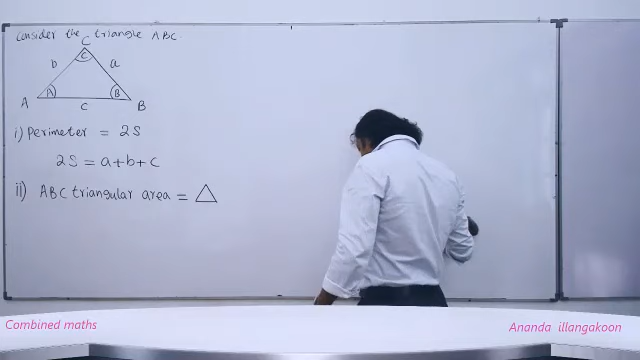 Consider the triangle ABC
C
C
b
a
A
A
B
B
c
i) Perimeter = 2S
2S = a+b+c
ii) ABC triangular area = △
Combined maths
Ananda illangakoon